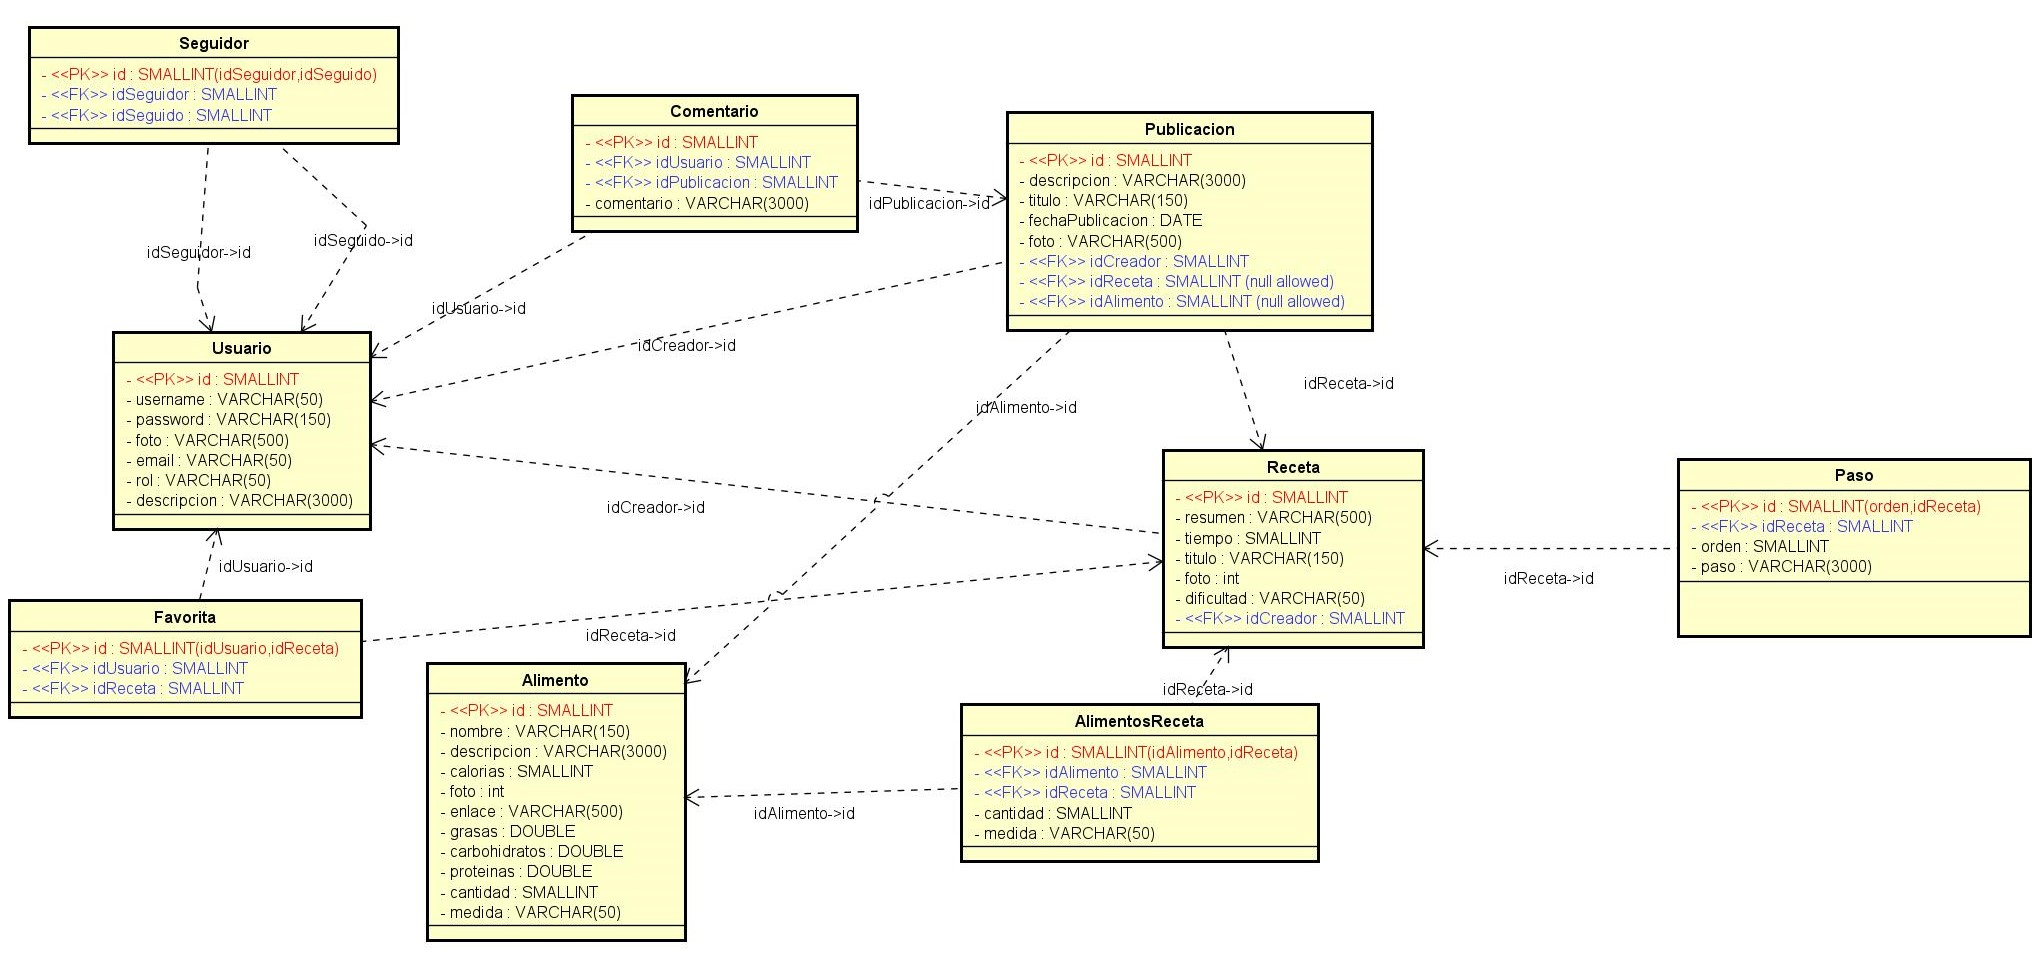 Seguidor
- <<PK>> id : SMALLINT(idSeguidor,idSeguido)
- <<FK>> idSeguidor : SMALLINT
- <<FK>> idSeguido : SMALLINT
Comentario
- <<PK>> id : SMALLINT
- <<FK>> idUsuario : SMALLINT
- <<FK>> idPublicacion : SMALLINT
- comentario : VARCHAR(3000)
Publicacion
- <<PK>> id : SMALLINT
- descripcion : VARCHAR(3000)
- titulo : VARCHAR(150)
- fechaPublicacion : DATE
- foto : VARCHAR(500)
- <<FK>> idCreador : SMALLINT
- <<FK>> idReceta : SMALLINT (null allowed)
- <<FK>> idAlimento : SMALLINT (null allowed)
idPublicacion->id
idSeguidor->id
idSeguido->id
idUsuario->id
idCreador->id
idAlimento->id
idReceta->id
Usuario
- <<PK>> id : SMALLINT
- username : VARCHAR(50)
- password : VARCHAR(150)
- foto : VARCHAR(500)
- email : VARCHAR(50)
- rol : VARCHAR(50)
- descripcion : VARCHAR(3000)
idCreador->id
Receta
- <<PK>> id : SMALLINT
- resumen : VARCHAR(500)
- tiempo : SMALLINT
- titulo : VARCHAR(150)
- foto : int
- dificultad : VARCHAR(50)
- <<FK>> idCreador : SMALLINT
Paso
- <<PK>> id : SMALLINT(orden,idReceta)
- <<FK>> idReceta : SMALLINT
- orden : SMALLINT
- paso : VARCHAR(3000)
idReceta->id
idUsuario->id
Favorita
- <<PK>> id : SMALLINT(idUsuario,idReceta)
- <<FK>> idUsuario : SMALLINT
- <<FK>> idReceta : SMALLINT
idReceta->id
Alimento
- <<PK>> id : SMALLINT
- nombre : VARCHAR(150)
- descripcion : VARCHAR(3000)
- calorias : SMALLINT
- foto : int
- enlace : VARCHAR(500)
- grasas : DOUBLE
- carbohidratos : DOUBLE
- proteinas : DOUBLE
- cantidad : SMALLINT
- medida : VARCHAR(50)
idReceta->id
AlimentosReceta
- <<PK>> id : SMALLINT(idAlimento,idReceta)
- <<FK>> idAlimento : SMALLINT
- <<FK>> idReceta : SMALLINT
- cantidad : SMALLINT
- medida : VARCHAR(50)
idAlimento->id